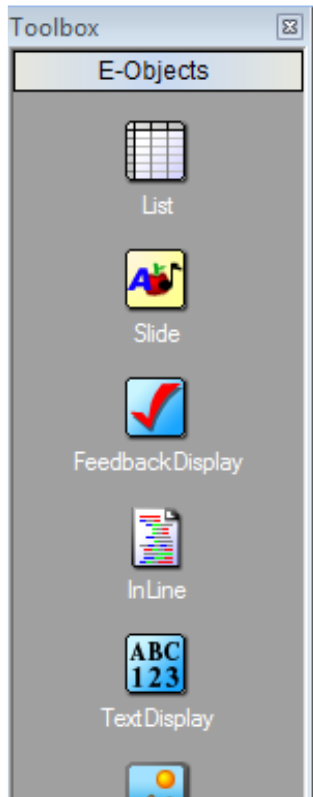 Toolbox
E-Objects
List
A
Slide
FeedbackDisplay
InLine
ABC
123
TextDisplay